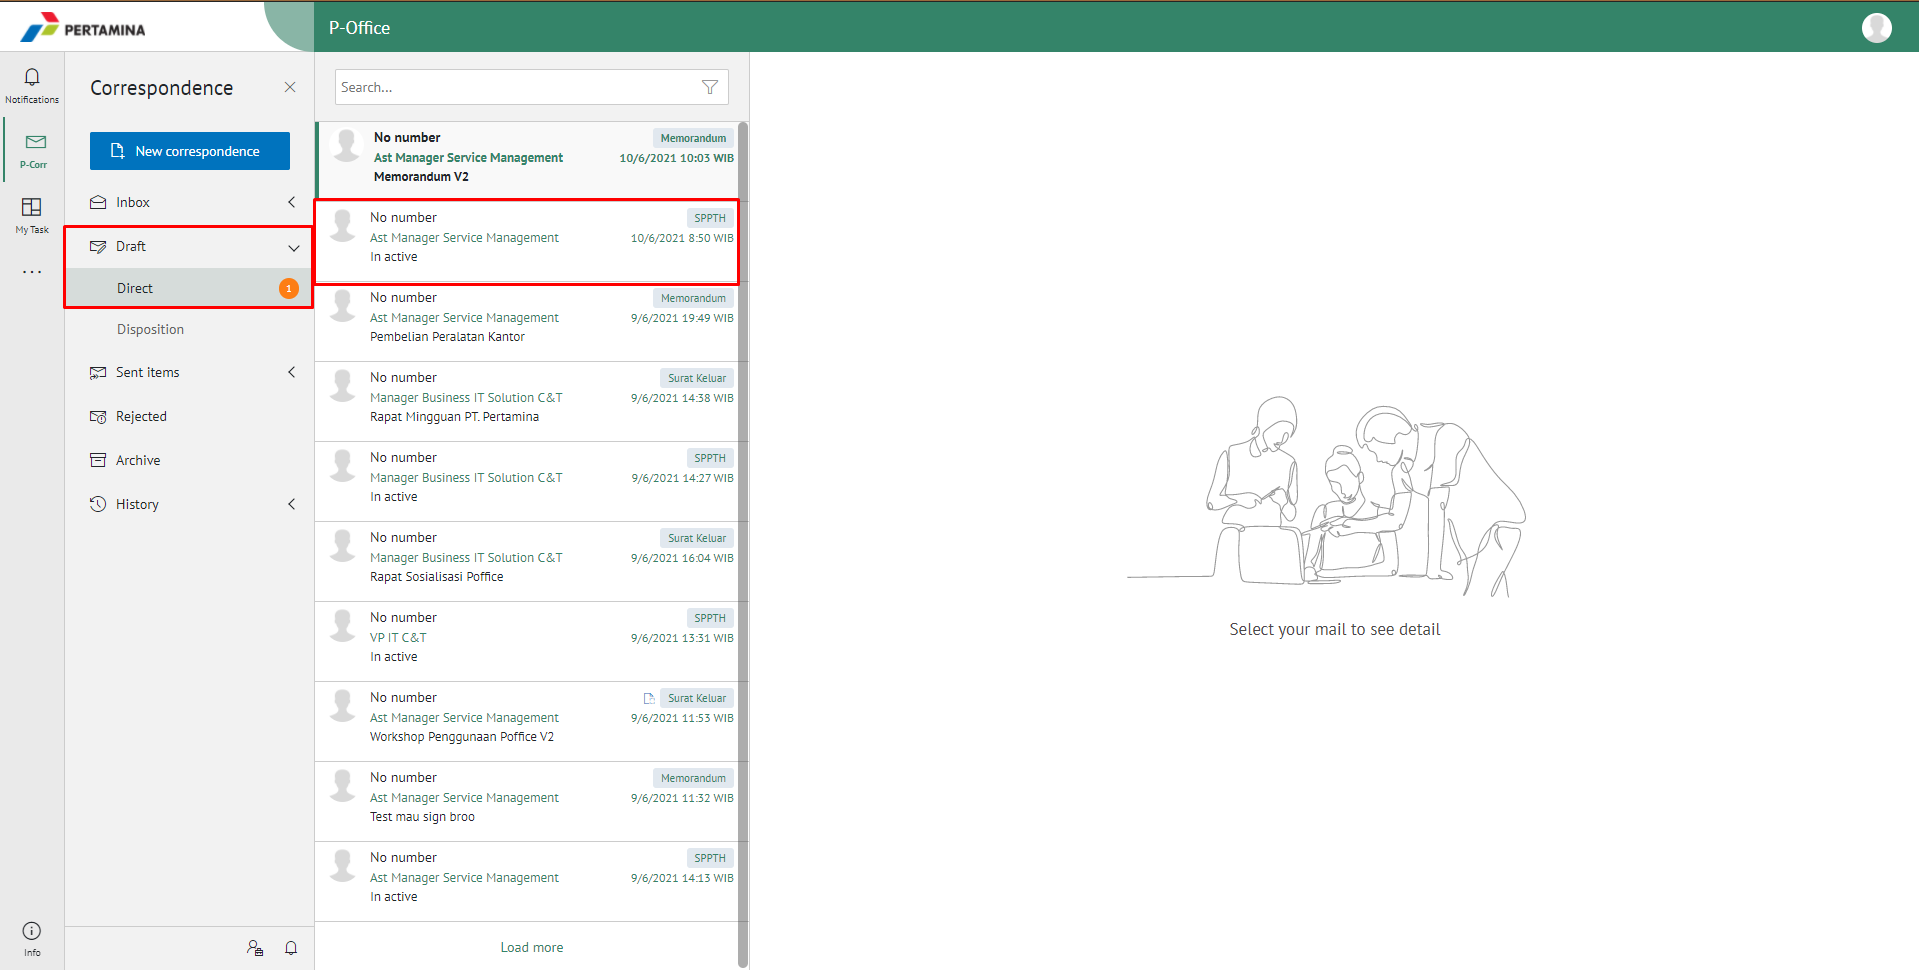 PERTAMINA
P-Office
Notifications
P-Corr
My Task
...
Info
Correspondence
New correspondence
Inbox
Draft
Direct 1
Disposition
Sent items
Rejected
Archive
History
Search...
No number Memorandum
Ast Manager Service Management 10/6/2021 10:03 WIB
Memorandum V2
No number SPPTH
Ast Manager Service Management 10/6/2021 8:50 WIB
In active
No number Memorandum
Ast Manager Service Management 9/6/2021 19:49 WIB
Pembelian Peralatan Kantor
No number Surat Keluar
Manager Business IT Solution C&T 9/6/2021 14:38 WIB
Rapat Mingguan PT. Pertamina
No number SPPTH
Manager Business IT Solution C&T 9/6/2021 14:27 WIB
In active
No number Surat Keluar
Manager Business IT Solution C&T 9/6/2021 16:04 WIB
Rapat Sosialisasi Poffice
No number SPPTH
VP IT C&T 9/6/2021 13:31 WIB
In active
No number Surat Keluar
Ast Manager Service Management 9/6/2021 11:53 WIB
Workshop Penggunaan Poffice V2
No number Memorandum
Ast Manager Service Management 9/6/2021 11:32 WIB
Test mau sign broo
No number SPPTH
Ast Manager Service Management 9/6/2021 14:13 WIB
In active
Load more
Select your mail to see detail